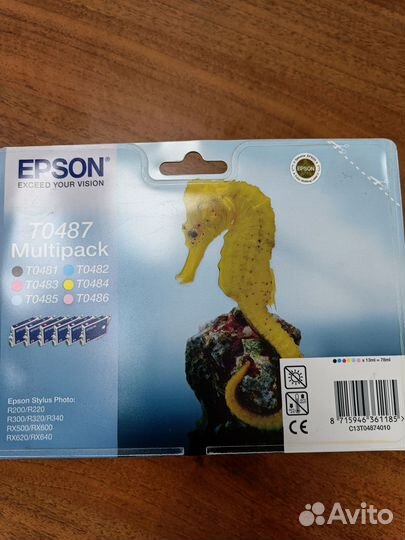 EPSON
EXCEED YOUR VISION
EPSON
T0487
Multipack
T0481 T0482
T0483 T0484
T0485 T0486
Epson Stylus Photo:
R200/R220
R300/R320/R340
RX500/RX600
RX620/RX640
x 13ml = 78ml
8 715946 361185 >
C13T04874010
CE
Avito